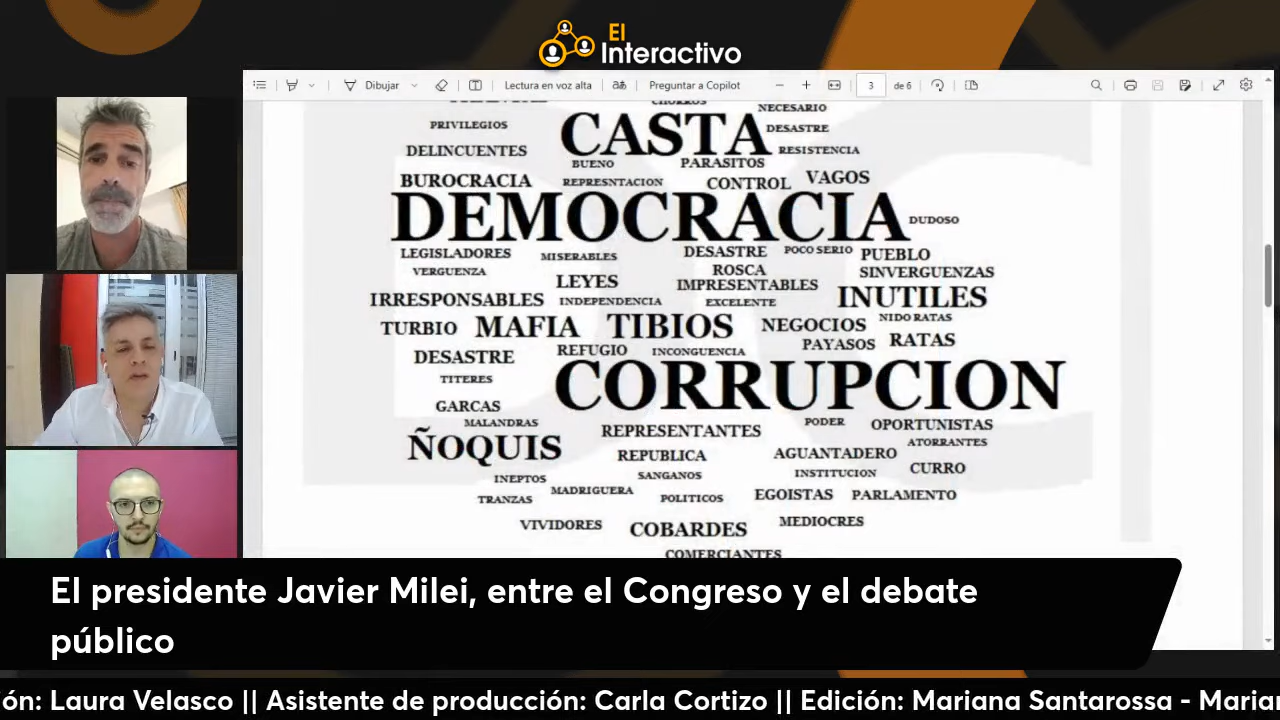 El
Interactivo
Dibujar Lectura en voz alta aあ Preguntar a Copilot 3 de 6
CHORROS NECESARIO
PRIVILEGIOS CASTA DESASTRE
DELINCUENTES RESISTENCIA
BUENO PARASITOS
BUROCRACIA REPRESNTACION CONTROL VAGOS
DEMOCRACIA DUDOSO
LEGISLADORES MISERABLES DESASTRE POCO SERIO PUEBLO
VERGUENZA ROSCA SINVERGUENZAS
LEYES IMPRESENTABLES
IRRESPONSABLES INDEPENDENCIA EXCELENTE INUTILES
TURBIO MAFIA TIBIOS NEGOCIOS NIDO RATAS
PAYASOS RATAS
DESASTRE REFUGIO INCONGUENCIA
TITERES CORRUPCION
GARCAS
MALANDRAS REPRESENTANTES PODER OPORTUNISTAS
ÑOQUIS ATORRANTES
REPUBLICA AGUANTADERO
INEPTOS SANGANOS INSTITUCION CURRO
TRANZAS MADRIGUERA POLITICOS EGOISTAS PARLAMENTO
VIVIDORES COBARDES MEDIOCRES
COMERCIANTES
El presidente Javier Milei, entre el Congreso y el debate
público
ón: Laura Velasco || Asistente de producción: Carla Cortizo || Edición: Mariana Santarossa - Maria